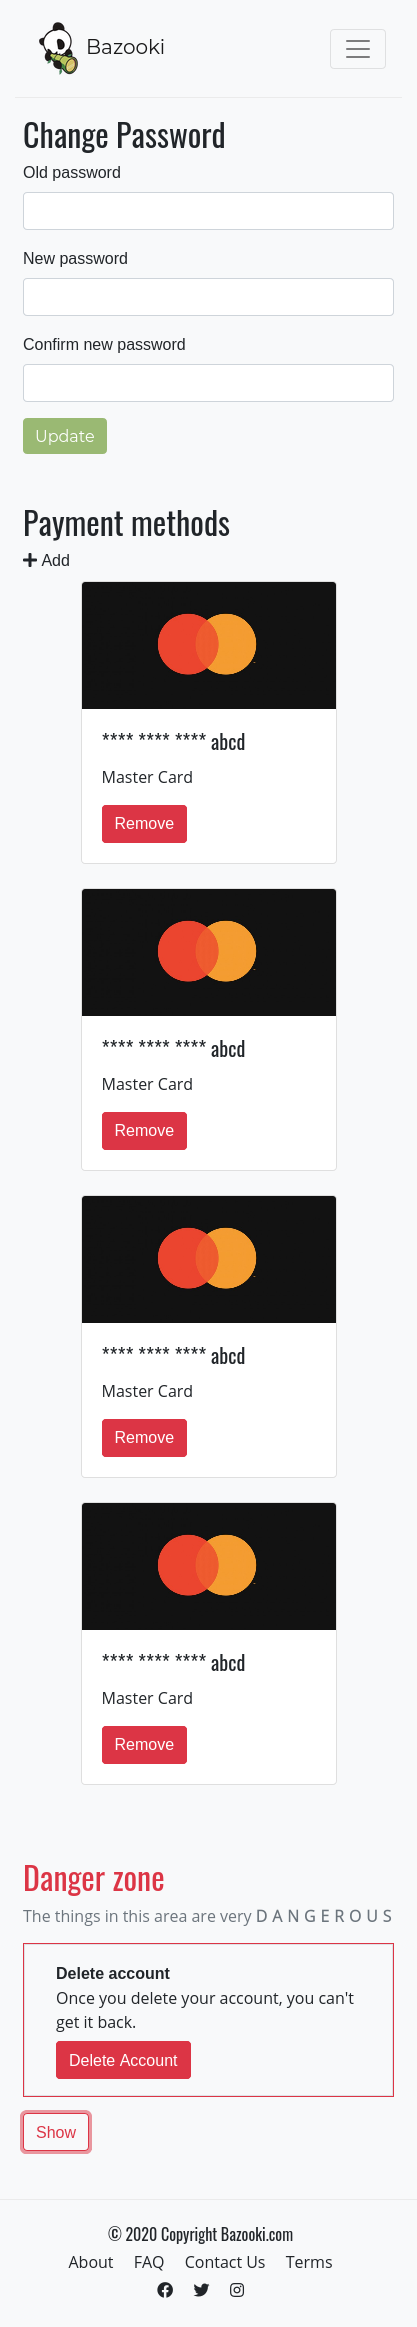 Bazooki
Change Password
Old password
New password
Confirm new password
Update
Payment methods
Add
**** **** **** abcd
Master Card
Remove
**** **** **** abcd
Master Card
Remove
**** **** **** abcd
Master Card
Remove
**** **** **** abcd
Master Card
Remove
Danger zone
The things in this area are very D A N G E R O U S
Delete account
Once you delete your account, you can't
get it back.
Delete Account
Show
© 2020 Copyright Bazooki.com
About FAQ Contact Us Terms